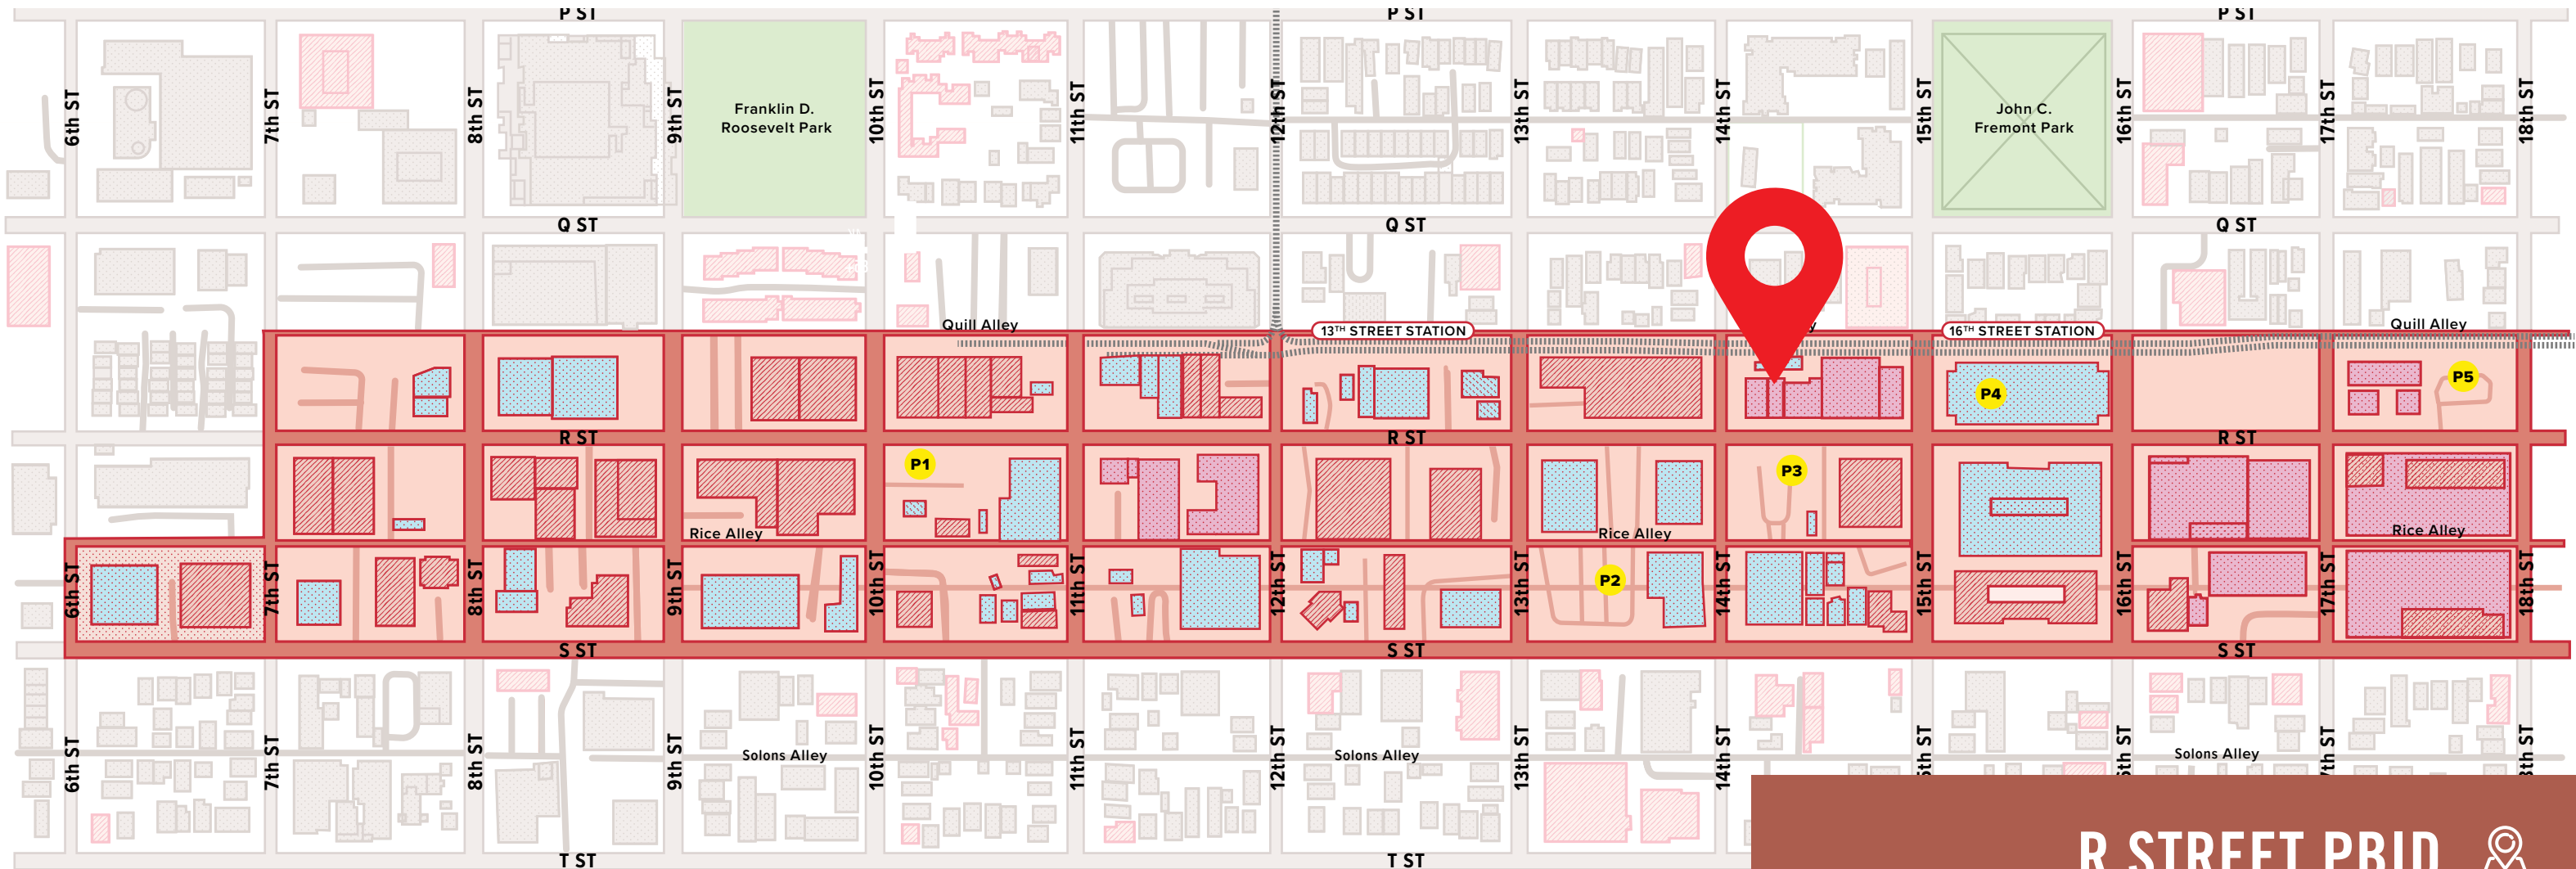 P ST
P ST
P ST
6th ST
7th ST
8th ST
9th ST
Franklin D.
Roosevelt Park
10th ST
11th ST
12th ST
13th ST
14th ST
15th ST
John C.
Fremont Park
16th ST
17th ST
18th ST
Q ST
Q ST
Q ST
Quill Alley
13TH STREET STATION
16TH STREET STATION
Quill Alley
P4
P5
R ST
R ST
R ST
P1
P3
Rice Alley
Rice Alley
Rice Alley
6th ST
7th ST
8th ST
9th ST
10th ST
11th ST
12th ST
13th ST
P2
14th ST
15th ST
16th ST
17th ST
18th ST
S ST
S ST
S ST
6th ST
7th ST
8th ST
9th ST
Solons Alley
10th ST
11th ST
12th ST
Solons Alley
13th ST
14th ST
Solons Alley
T ST
T ST
R STREET PBID